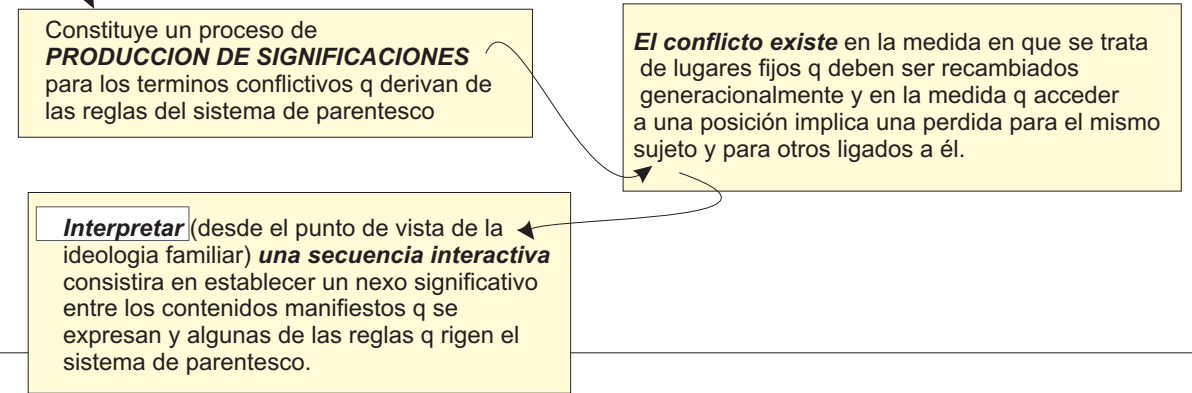 Constituye un proceso de
PRODUCCION DE SIGNIFICACIONES
para los terminos conflictivos q derivan de
las reglas del sistema de parentesco
El conflicto existe en la medida en que se trata
de lugares fijos q deben ser recambiados
generacionalmente y en la medida q acceder
a una posición implica una perdida para el mismo
sujeto y para otros ligados a él.
Interpretar (desde el punto de vista de la
ideologia familiar) una secuencia interactiva
consistira en establecer un nexo significativo
entre los contenidos manifiestos q se
expresan y algunas de las reglas q rigen el
sistema de parentesco.